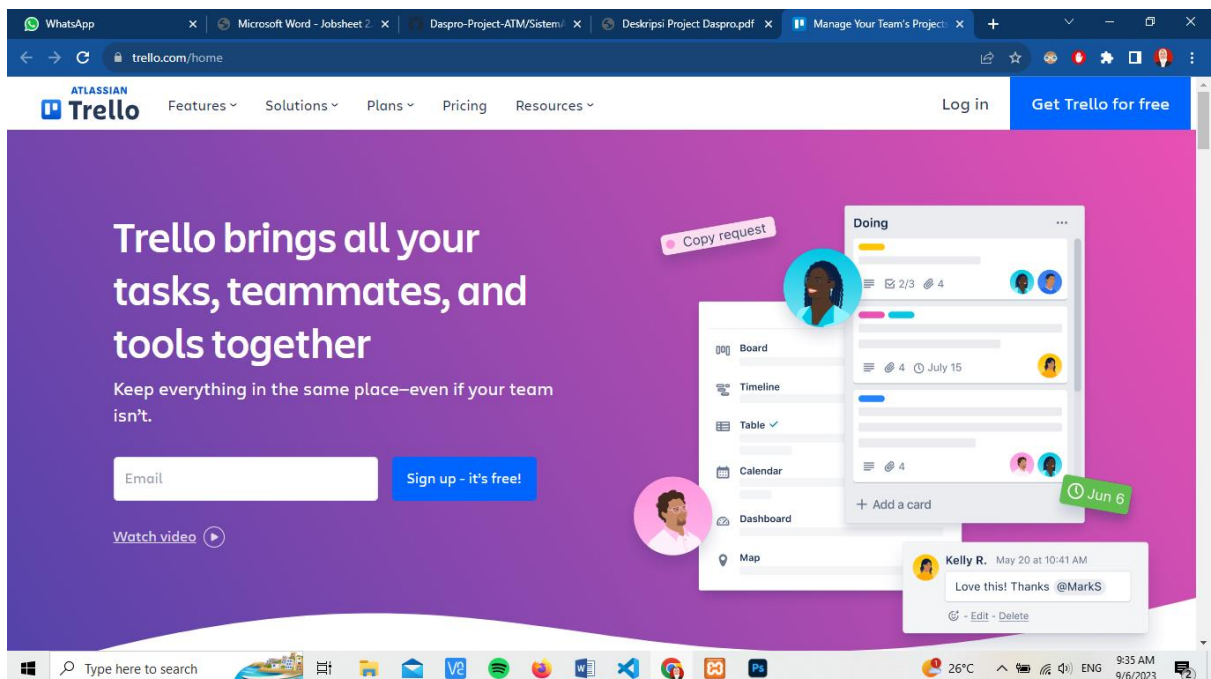 WhatsApp
Microsoft Word - Jobsheet 2.
Daspro-Project-ATM/SistemA
Deskripsi Project Daspro.pdf
Manage Your Team's Projects
trello.com/home
ATLASSIAN
Trello
Features
Solutions
Plans
Pricing
Resources
Log in
Get Trello for free
Trello brings all your
tasks, teammates, and
tools together
Keep everything in the same place—even if your team
isn't.
Email
Sign up - it's free!
Watch video
Copy request
Board
Timeline
Table
Calendar
Dashboard
Map
Doing
2/3 4
4 July 15
4
+ Add a card
Jun 6
Kelly R. May 20 at 10:41 AM
Love this! Thanks @MarkS
- Edit - Delete
Type here to search
V2
Ps
26°C
ENG
9:35 AM
9/6/2023
2